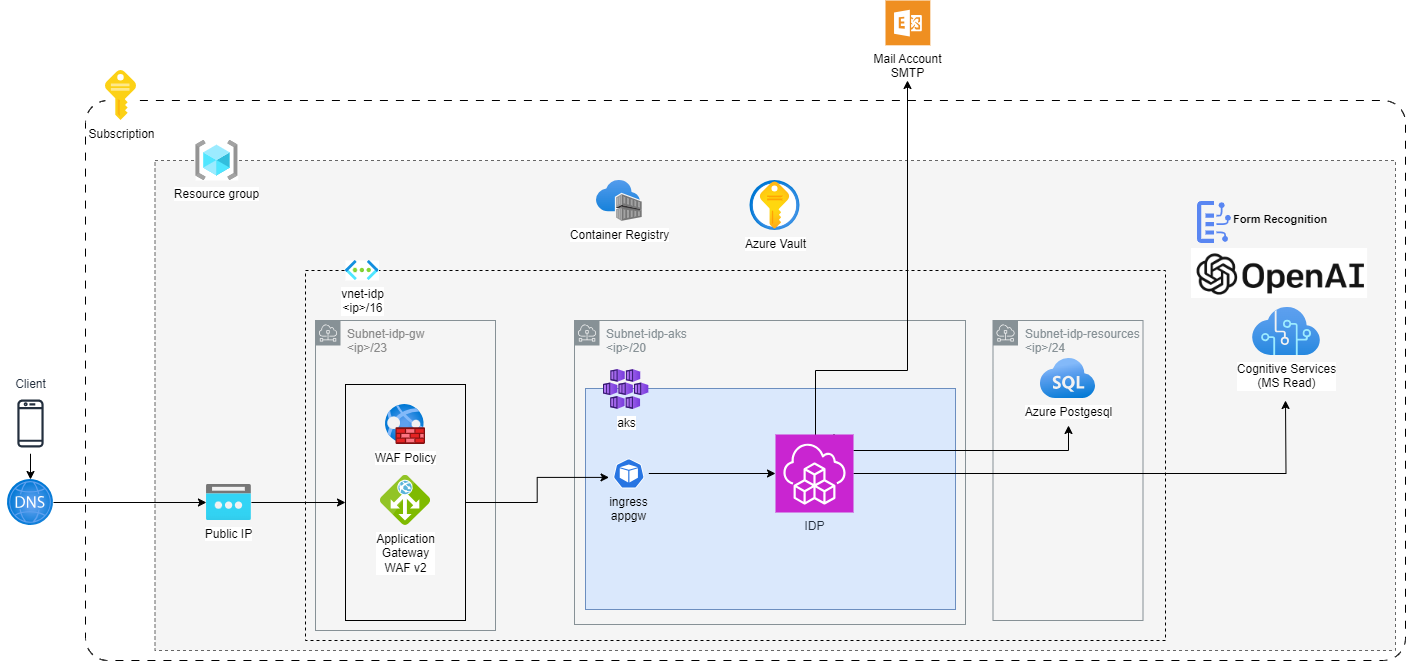 Mail Account
SMTP
Subscription
Resource group
Container Registry
Azure Vault
Form Recognition
OpenAI
vnet-idp
<ip>/16
Subnet-idp-gw
<ip>/23
Subnet-idp-aks
<ip>/20
Subnet-idp-resources
<ip>/24
SQL
Azure Postgesql
Cognitive Services
(MS Read)
Client
DNS
Public IP
WAF Policy
Application
Gateway
WAF v2
aks
ingress
appgw
IDP
E